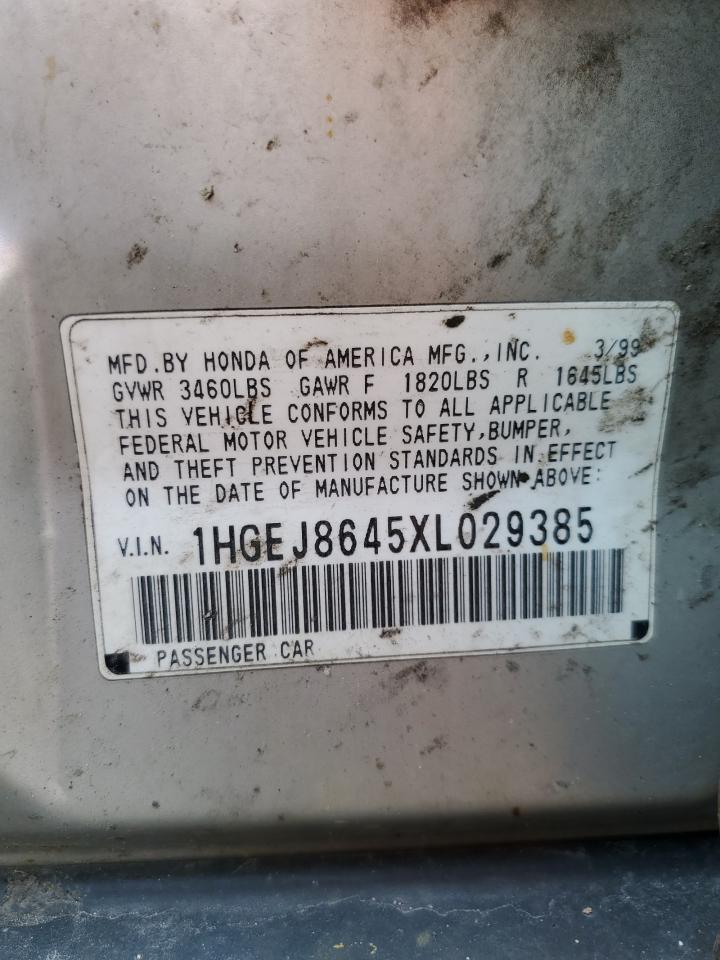 MFD.BY HONDA OF AMERICA MFG.,INC. 3/99
GVWR 3460LBS GAWR F 1820LBS R 1645LBS
THIS VEHICLE CONFORMS TO ALL APPLICABLE
FEDERAL MOTOR VEHICLE SAFETY,BUMPER,
AND THEFT PREVENTION STANDARDS IN EFFECT
ON THE DATE OF MANUFACTURE SHOWN ABOVE:
V.I.N. 1HGEJ8645XL029385
PASSENGER CAR